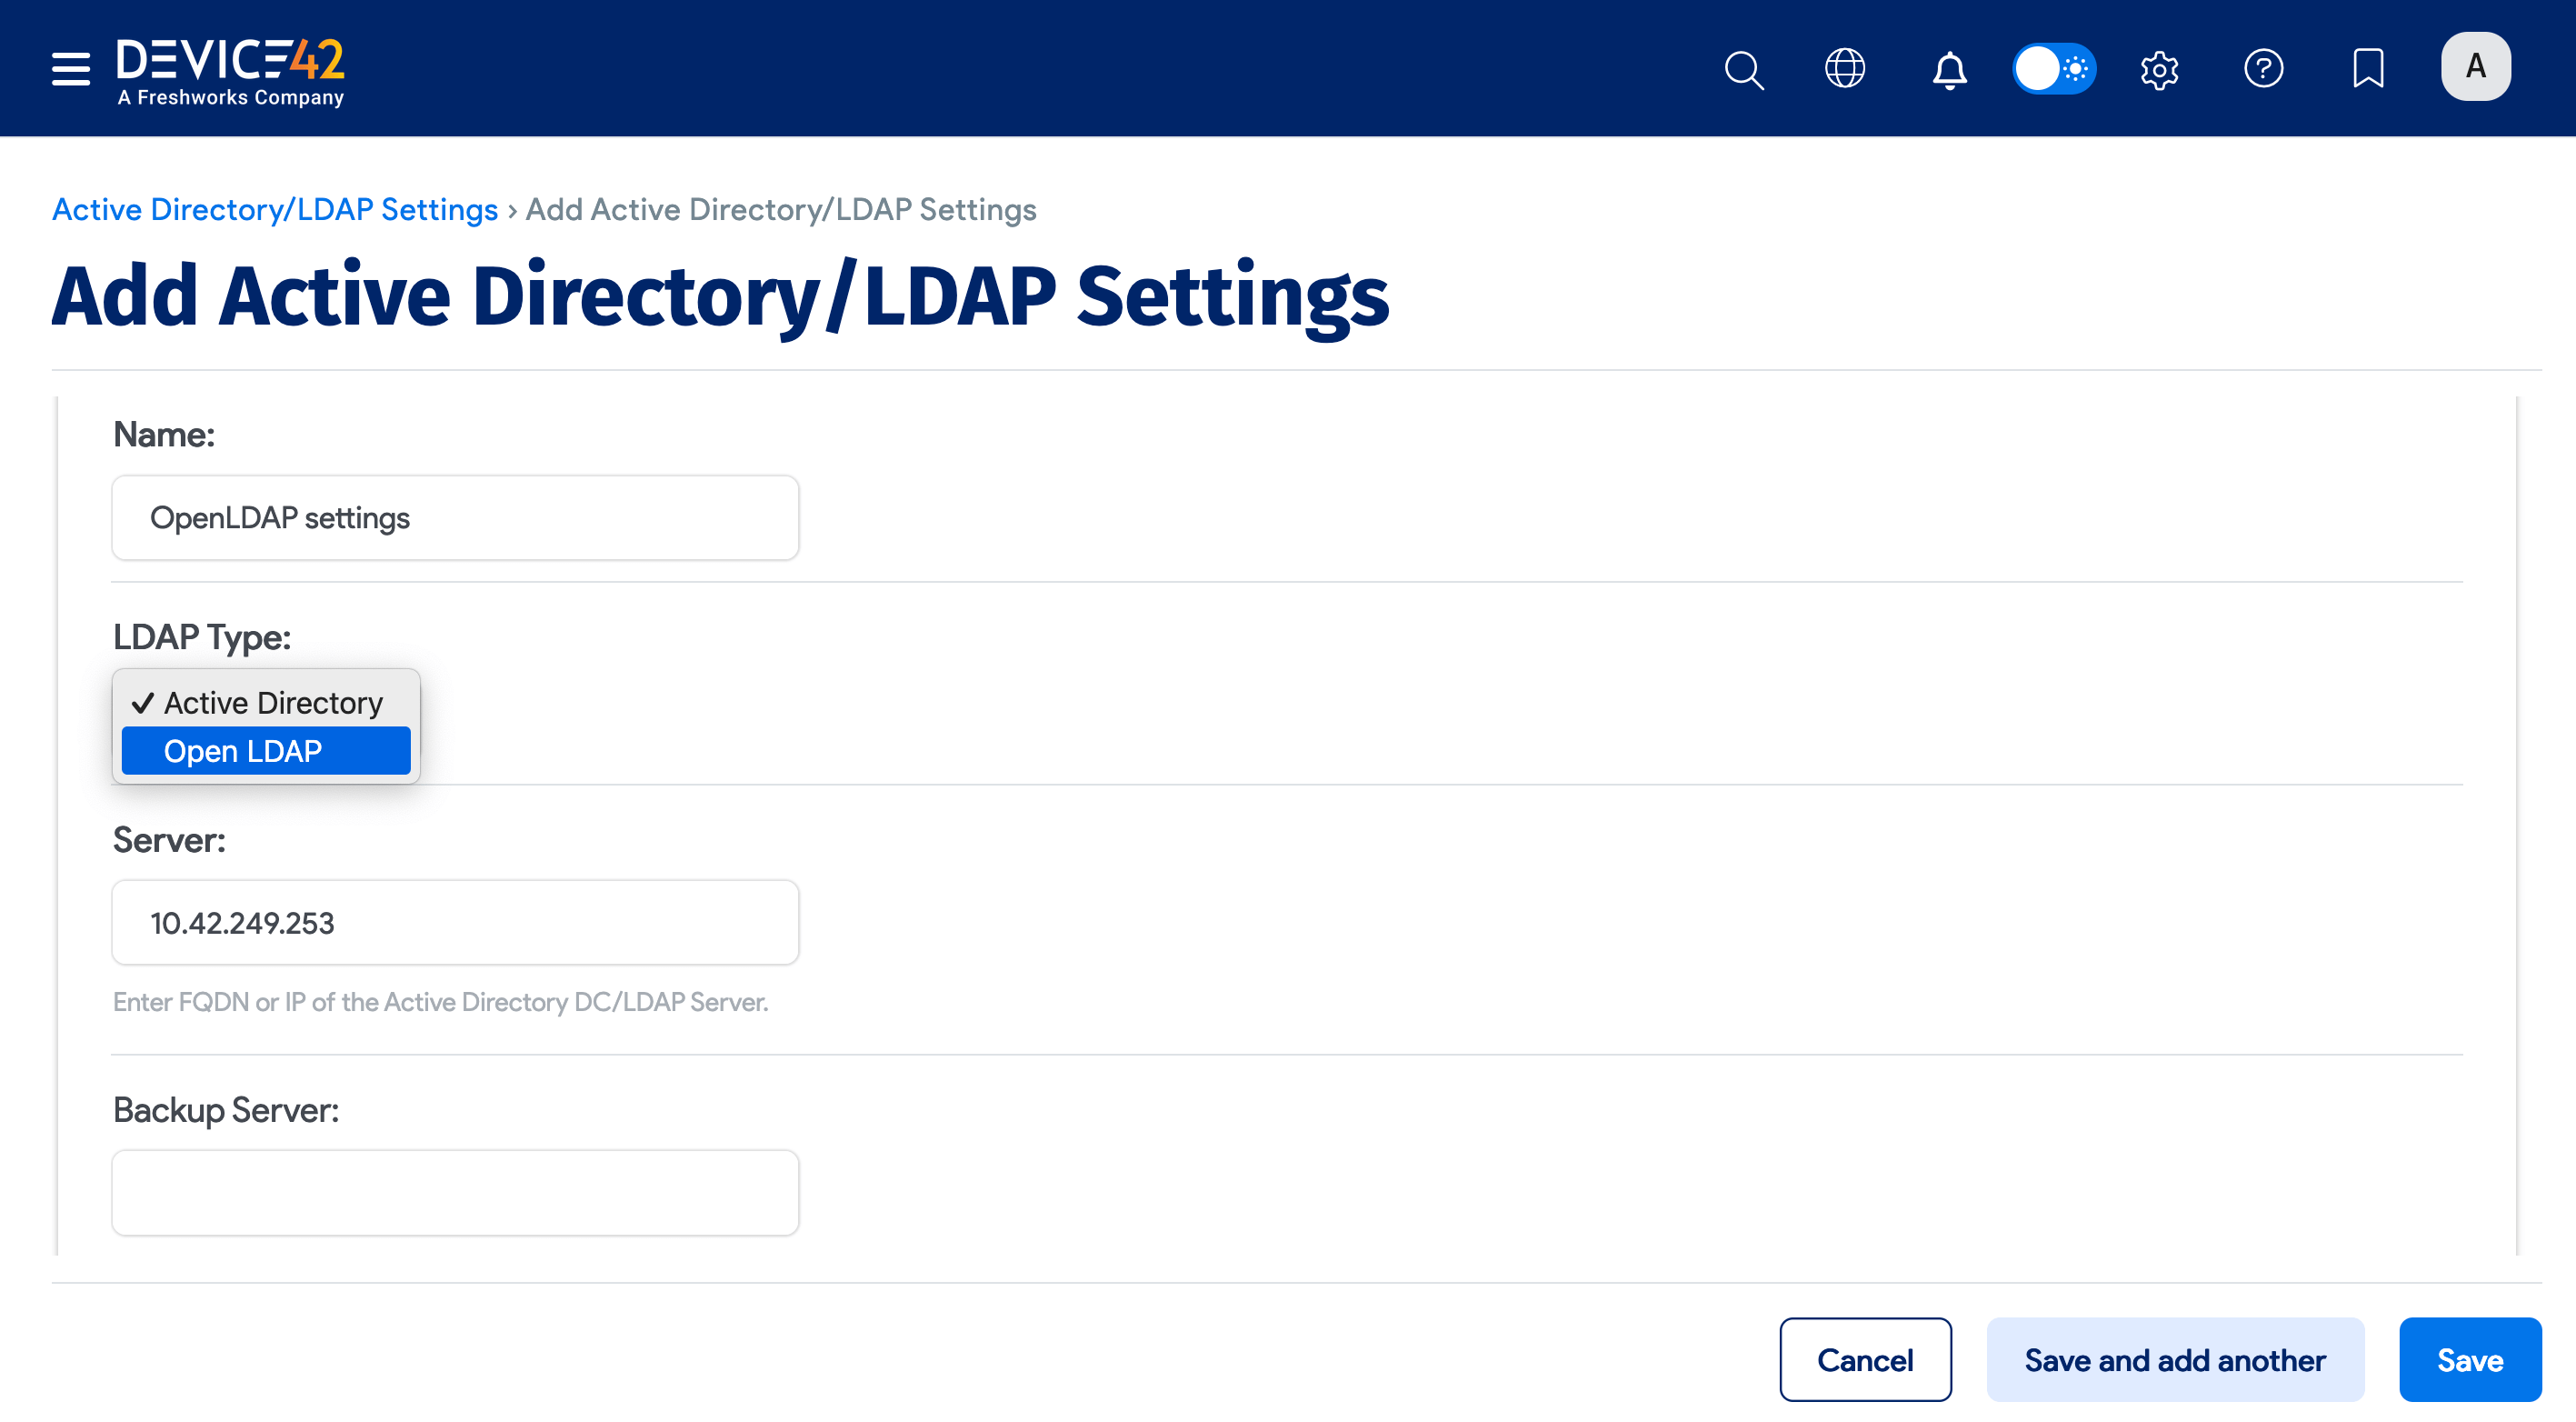 DEVICE42
A Freshworks Company
A
Active Directory/LDAP Settings › Add Active Directory/LDAP Settings
Add Active Directory/LDAP Settings
Name:
OpenLDAP settings
LDAP Type:
✓ Active Directory
Open LDAP
Server:
10.42.249.253
Enter FQDN or IP of the Active Directory DC/LDAP Server.
Backup Server:
Cancel Save and add another Save